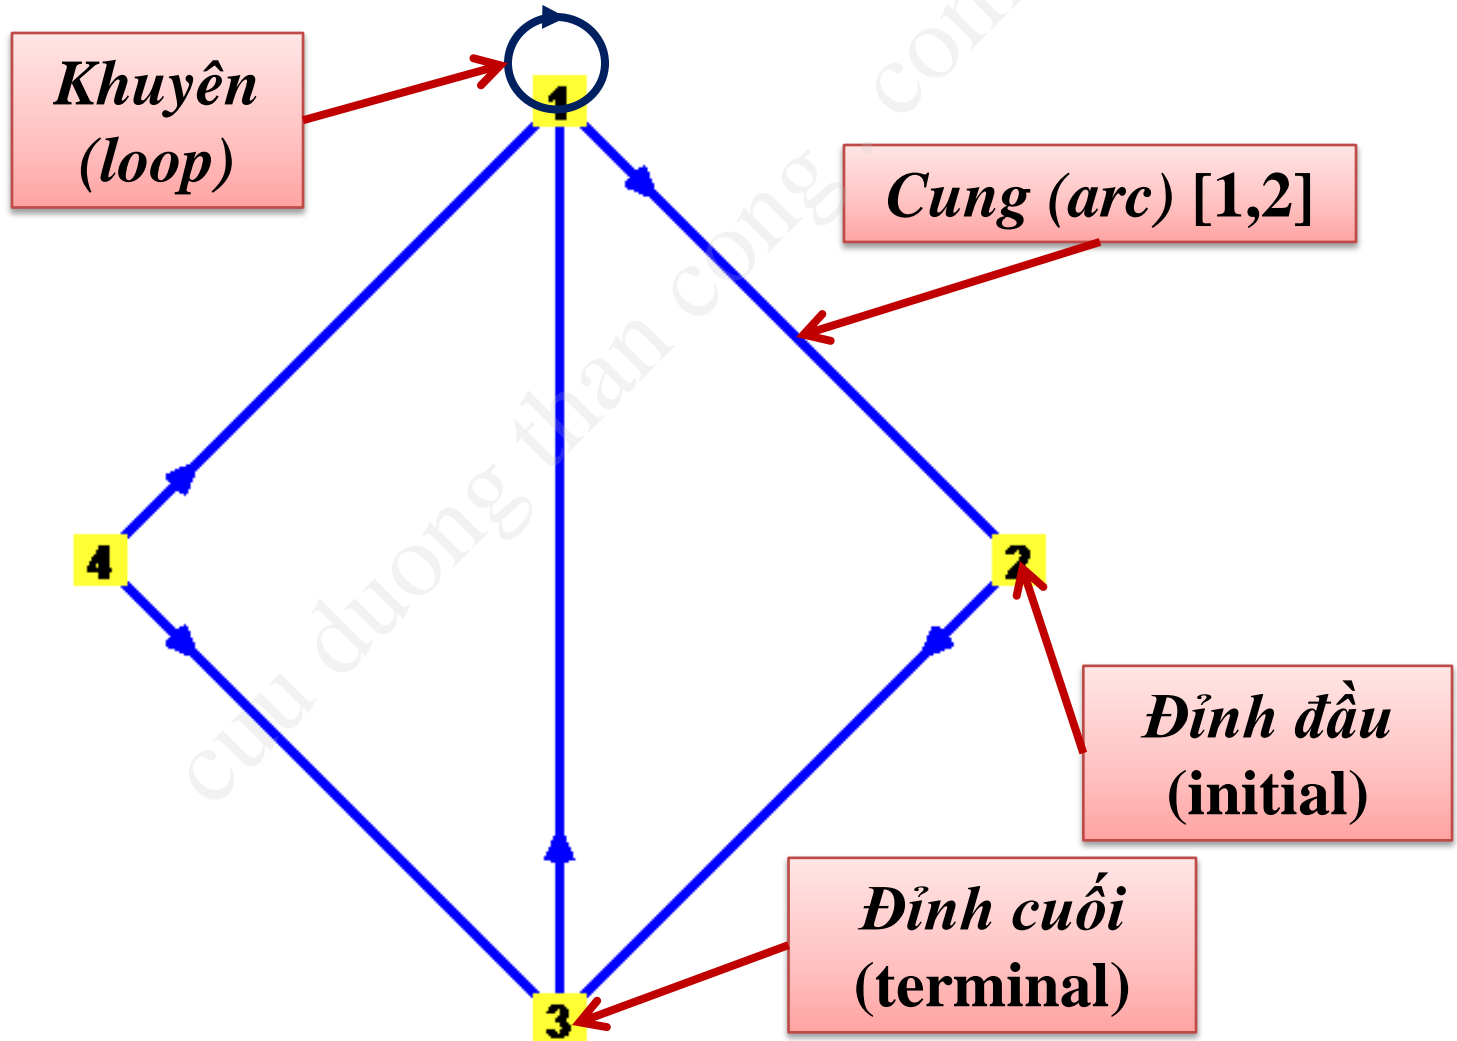 Khuyên
(loop)
1
Cung (arc) [1,2]
4
2
Đỉnh đầu
(initial)
Đỉnh cuối
(terminal)
3
cuu duong than cong . com